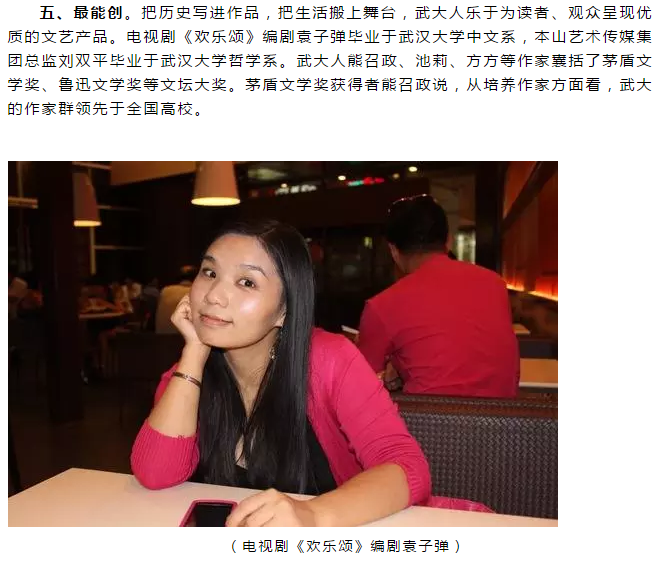 五、最能创。把历史写进作品，把生活搬上舞台，武大人乐于为读者、观众呈现优
质的文艺产品。电视剧《欢乐颂》编剧袁子弹毕业于武汉大学中文系，本山艺术传媒集
团总监刘双平毕业于武汉大学哲学系。武大人熊召政、池莉、方方等作家囊括了茅盾文
学奖、鲁迅文学奖等文坛大奖。茅盾文学奖获得者熊召政说，从培养作家方面看，武大
的作家群领先于全国高校。
（电视剧《欢乐颂》编剧袁子弹）